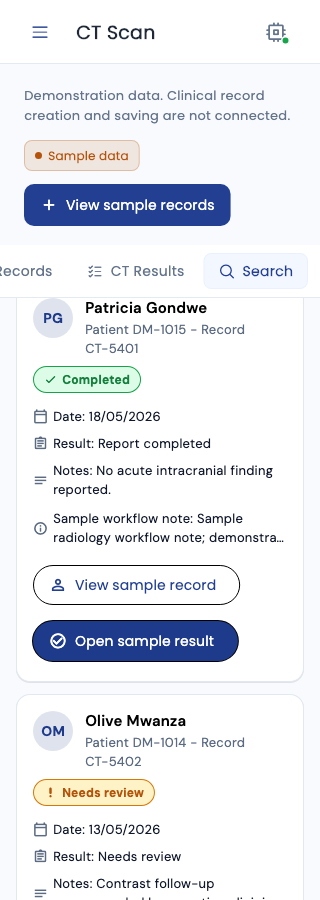 CT Scan
Demonstration data. Clinical record
creation and saving are not connected.
Sample data
View sample records
Records
CT Results
Search
PG
Patricia Gondwe
Patient DM-1015 - Record
CT-5401
Completed
Date: 18/05/2026
Result: Report completed
Notes: No acute intracranial finding
reported.
Sample workflow note: Sample
radiology workflow note; demonstra…
View sample record
Open sample result
OM
Olive Mwanza
Patient DM-1014 - Record
CT-5402
Needs review
Date: 13/05/2026
Result: Needs review
Notes: Contrast follow-up